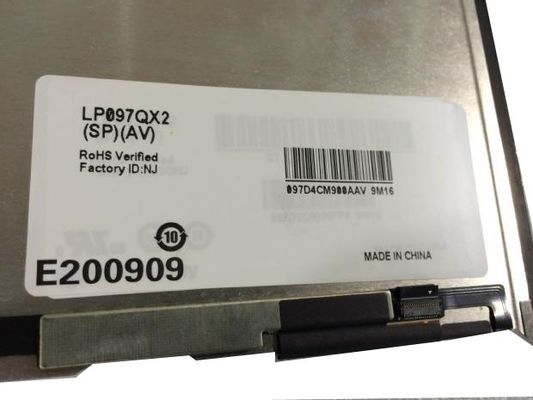 LP097QX2
(SP)(AV)
RoHS Verified
Factory ID:NJ
097D4CM900AAV 9M16
10
E200909
MADE IN CHINA